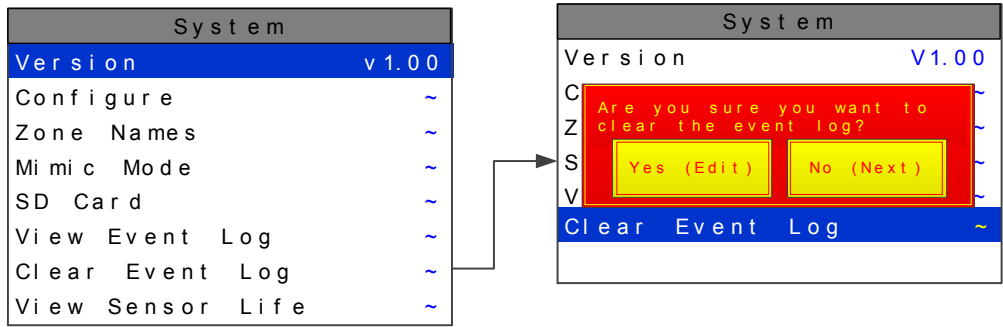 System
Version v1.00
Configure ~
Zone Names ~
Mimic Mode ~
SD Card ~
View Event Log ~
Clear Event Log ~
View Sensor Life ~
System
Version V1.00
C ~
Z
S ~
V ~
Are you sure you want to
clear the event log?
Yes (Edit) No (Next)
Clear Event Log ~